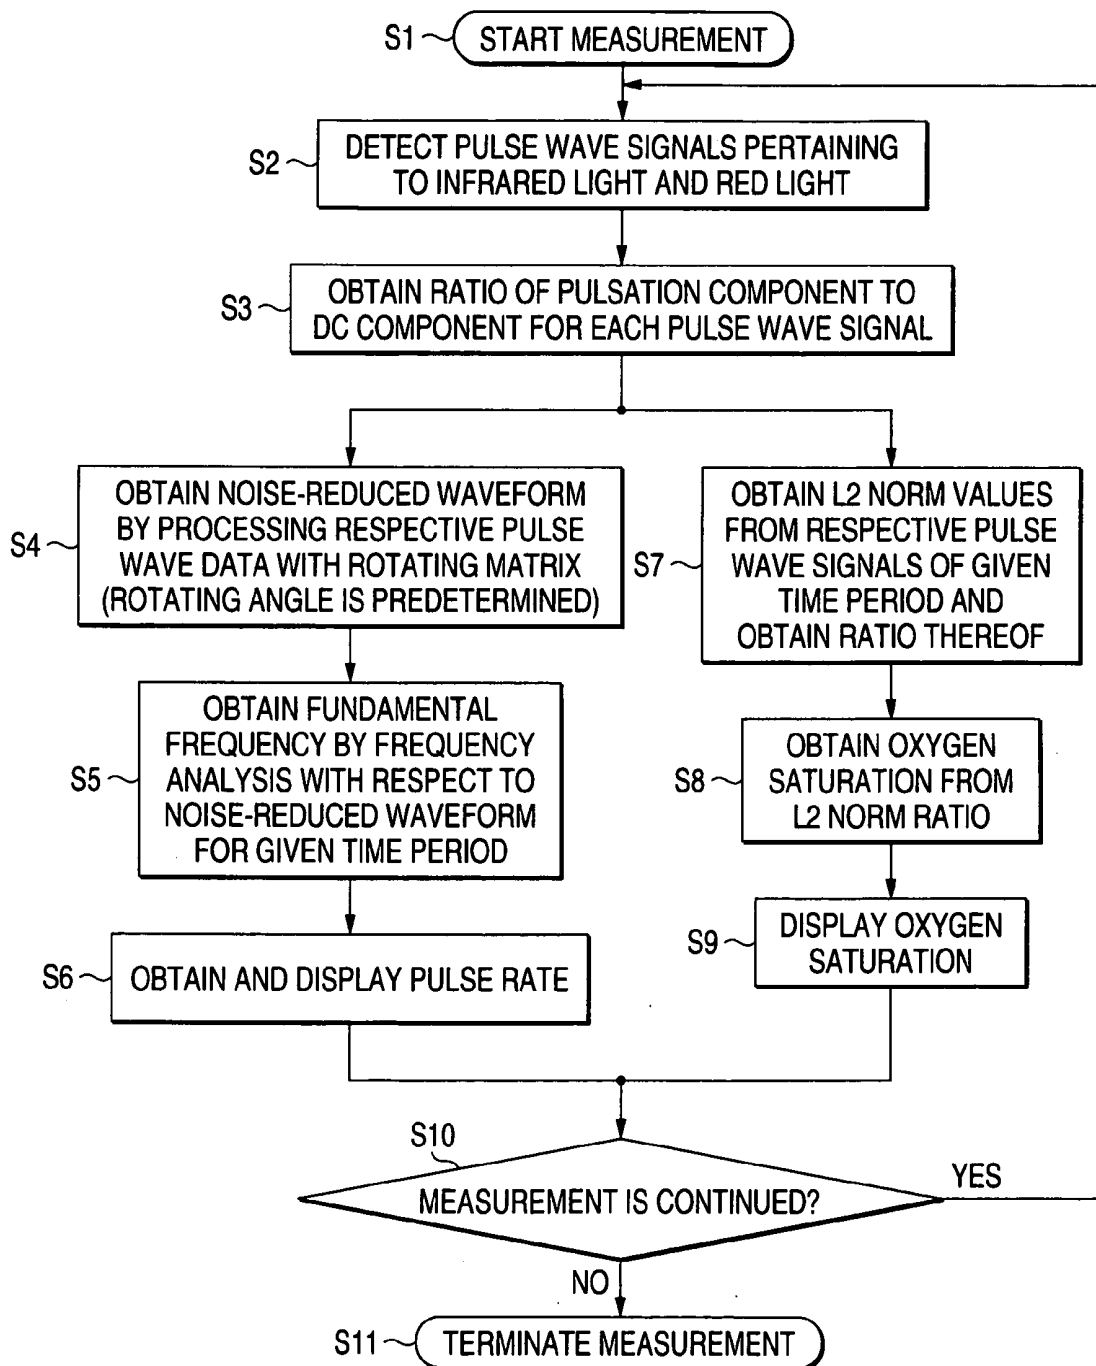 S1
START MEASUREMENT
S2
DETECT PULSE WAVE SIGNALS PERTAINING
TO INFRARED LIGHT AND RED LIGHT
S3
OBTAIN RATIO OF PULSATION COMPONENT TO
DC COMPONENT FOR EACH PULSE WAVE SIGNAL
S4
OBTAIN NOISE-REDUCED WAVEFORM
BY PROCESSING RESPECTIVE PULSE
WAVE DATA WITH ROTATING MATRIX
(ROTATING ANGLE IS PREDETERMINED)
S5
OBTAIN FUNDAMENTAL
FREQUENCY BY FREQUENCY
ANALYSIS WITH RESPECT TO
NOISE-REDUCED WAVEFORM
FOR GIVEN TIME PERIOD
S6
OBTAIN AND DISPLAY PULSE RATE
S7
OBTAIN L2 NORM VALUES
FROM RESPECTIVE PULSE
WAVE SIGNALS OF GIVEN
TIME PERIOD AND
OBTAIN RATIO THEREOF
S8
OBTAIN OXYGEN
SATURATION FROM
L2 NORM RATIO
S9
DISPLAY OXYGEN
SATURATION
S10
MEASUREMENT IS CONTINUED?
YES
NO
S11
TERMINATE MEASUREMENT